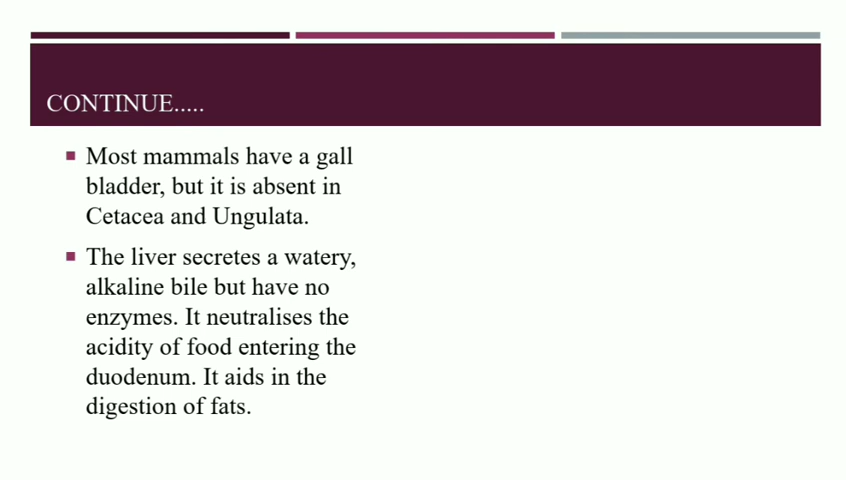 CONTINUE.....
Most mammals have a gall
bladder, but it is absent in
Cetacea and Ungulata.
The liver secretes a watery,
alkaline bile but have no
enzymes. It neutralises the
acidity of food entering the
duodenum. It aids in the
digestion of fats.